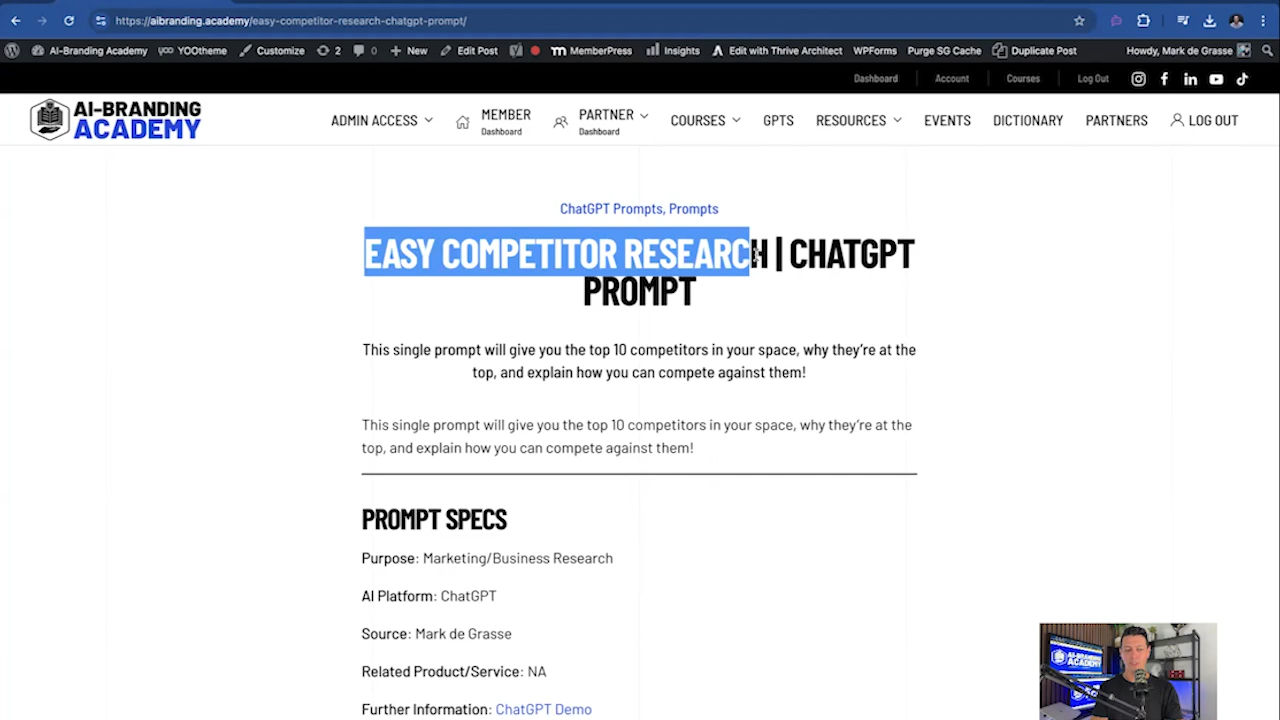 https://aibranding.academy/easy-competitor-research-chatgpt-prompt/
AI-Branding Academy YOOtheme Customize 2 0 New Edit Post MemberPress Insights Edit with Thrive Architect WPForms Purge SG Cache Duplicate Post Howdy, Mark de Grasse
Dashboard Account Courses Log Out
AI-BRANDING
ACADEMY
ADMIN ACCESS
MEMBER
Dashboard
PARTNER
Dashboard
COURSES GPTS RESOURCES EVENTS DICTIONARY PARTNERS LOG OUT
ChatGPT Prompts, Prompts
EASY COMPETITOR RESEARCH | CHATGPT
PROMPT
This single prompt will give you the top 10 competitors in your space, why they’re at the
top, and explain how you can compete against them!
This single prompt will give you the top 10 competitors in your space, why they’re at the
top, and explain how you can compete against them!
PROMPT SPECS
Purpose: Marketing/Business Research
AI Platform: ChatGPT
Source: Mark de Grasse
Related Product/Service: NA
Further Information: ChatGPT Demo
AI-BRANDING
ACADEMY